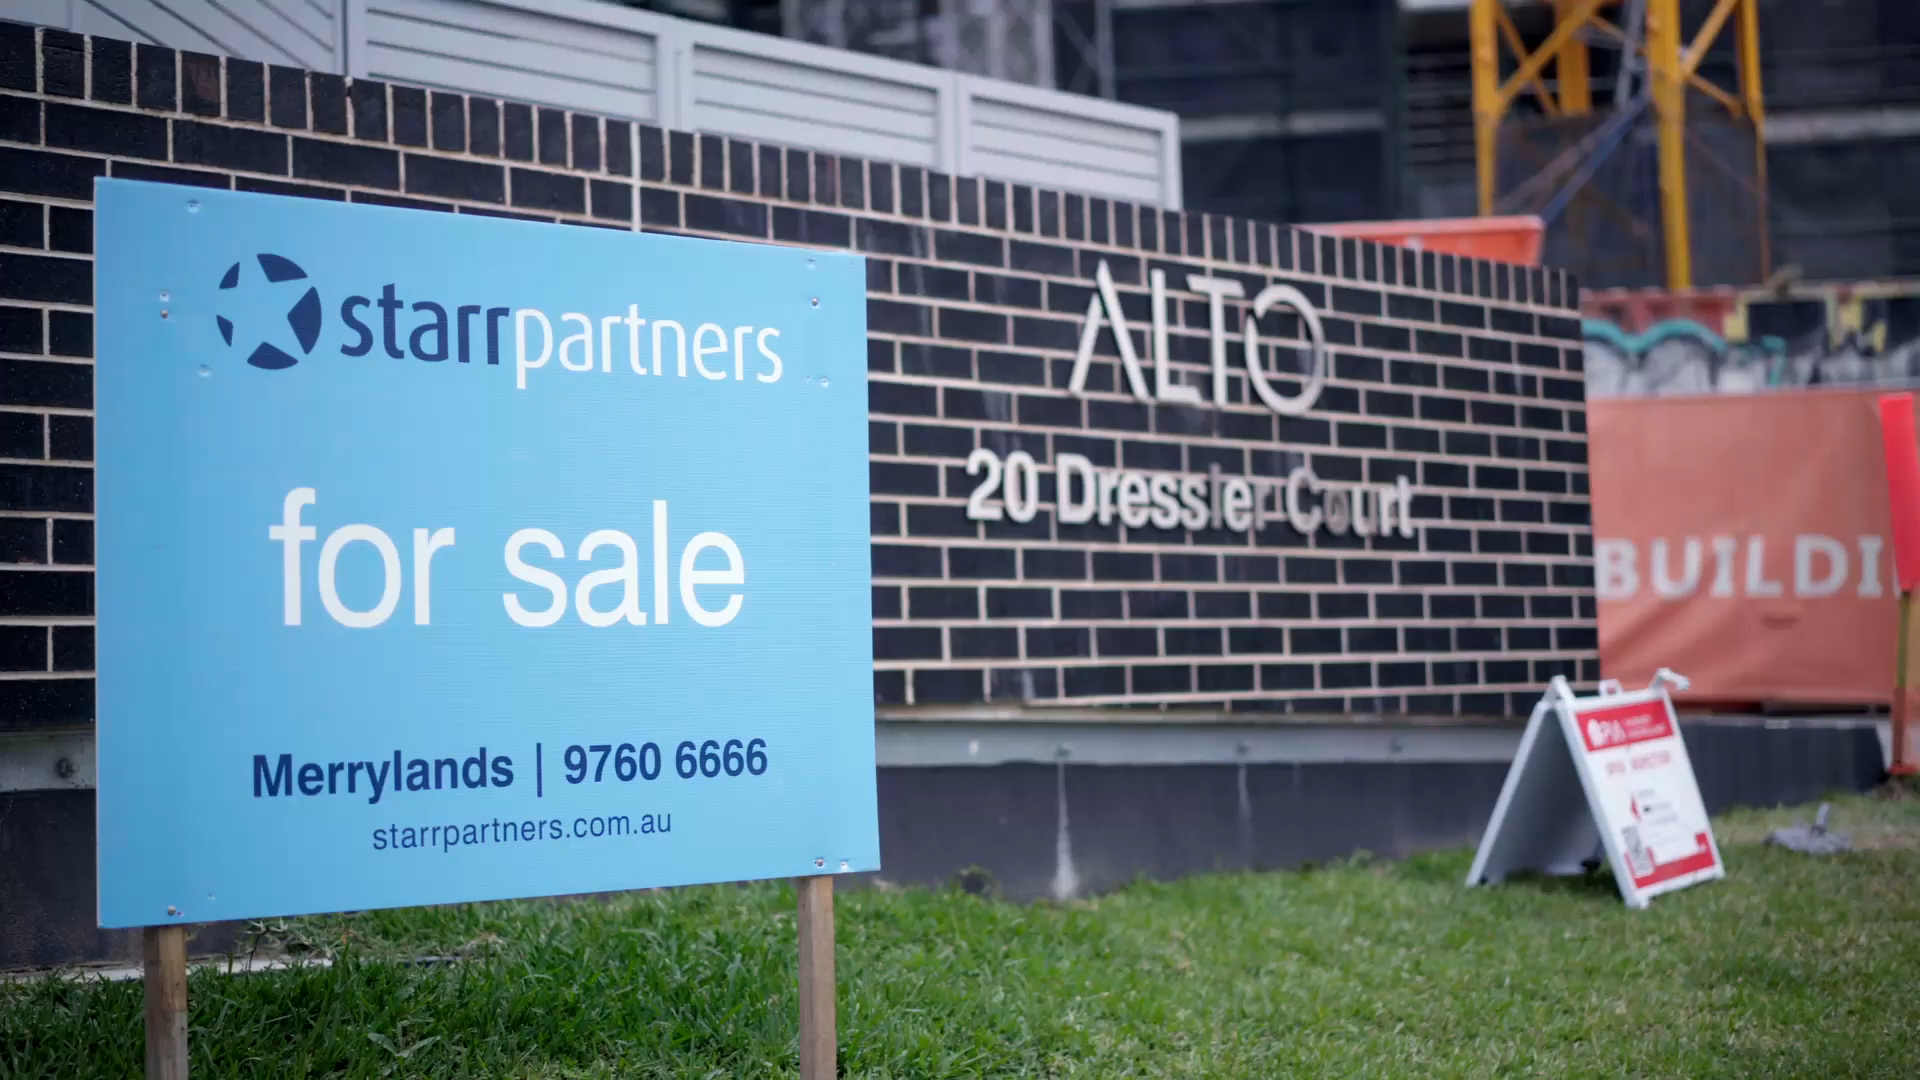 starrpartners
for sale
Merrylands | 9760 6666
starrpartners.com.au
ALTO
20 Dressler Court
BUILDI